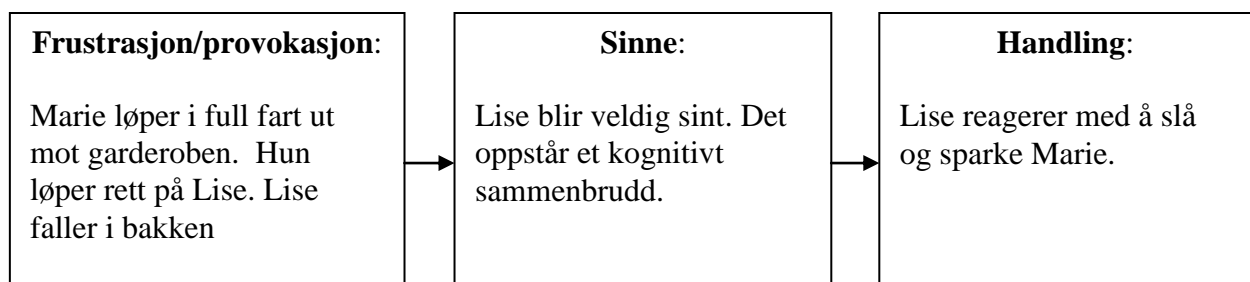 Frustrasjon/provokasjon:
Marie løper i full fart ut
mot garderoben.  Hun
løper rett på Lise. Lise
faller i bakken
Sinne:
Lise blir veldig sint. Det
oppstår et kognitivt
sammenbrudd.
Handling:
Lise reagerer med å slå
og sparke Marie.